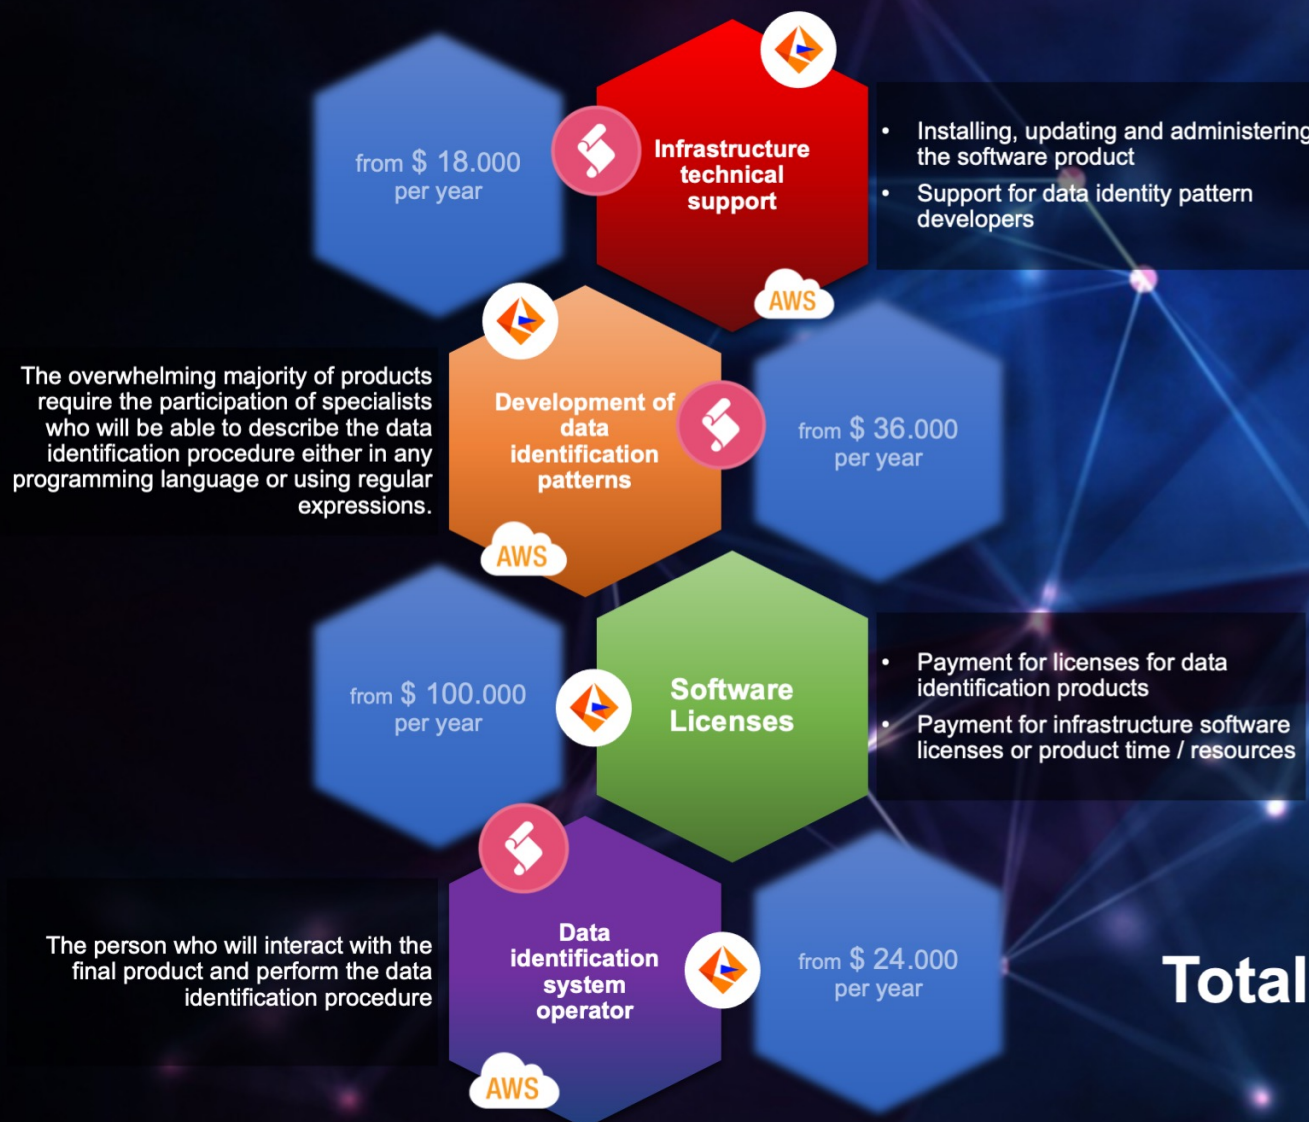 from $ 18.000
per year
Infrastructure
technical
support
• Installing, updating and administering
the software product
• Support for data identity pattern
developers
AWS
The overwhelming majority of products
require the participation of specialists
who will be able to describe the data
identification procedure either in any
programming language or using regular
expressions.
Development of
data
identification
patterns
from $ 36.000
per year
AWS
from $ 100.000
per year
Software
Licenses
• Payment for licenses for data
identification products
• Payment for infrastructure software
licenses or product time / resources
The person who will interact with the
final product and perform the data
identification procedure
Data
identification
system
operator
from $ 24.000
per year
Total
AWS